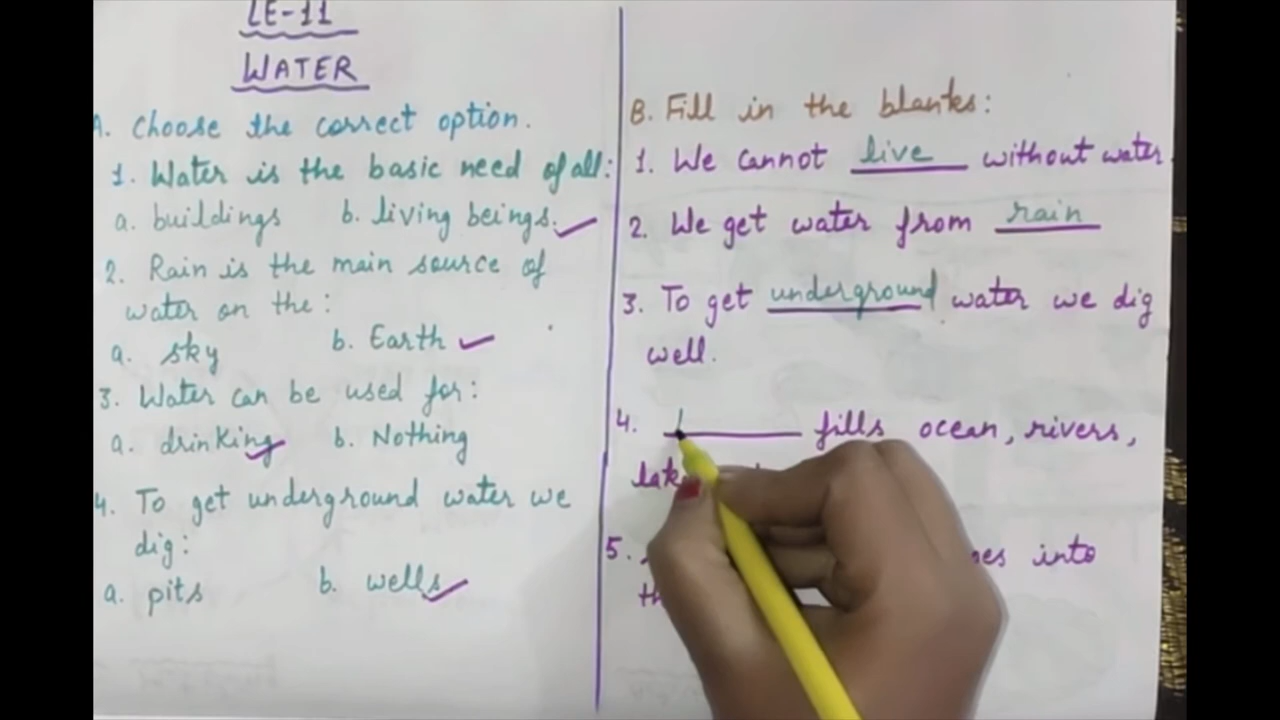 LE-11
WATER
A. Choose the correct option.
1. Water is the basic need of all:
a. buildings b. living beings.
2. Rain is the main source of
water on the :
a. sky b. Earth
3. Water can be used for:
a. drinking b. Nothing
4. To get underground water we
dig:
a. pits b. wells
B. Fill in the blanks:
1. We cannot live without water.
2. We get water from rain
3. To get underground water we dig
well.
4. fills ocean, rivers,
5. into